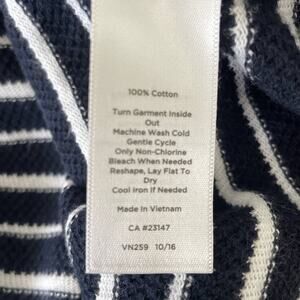 100% Cotton
Turn Garment Inside
Out
Machine Wash Cold
Gentle Cycle
Only Non-Chlorine
Bleach When Needed
Reshape, Lay Flat To
Dry
Cool Iron If Needed
Made In Vietnam
CA #23147
VN259 10/16